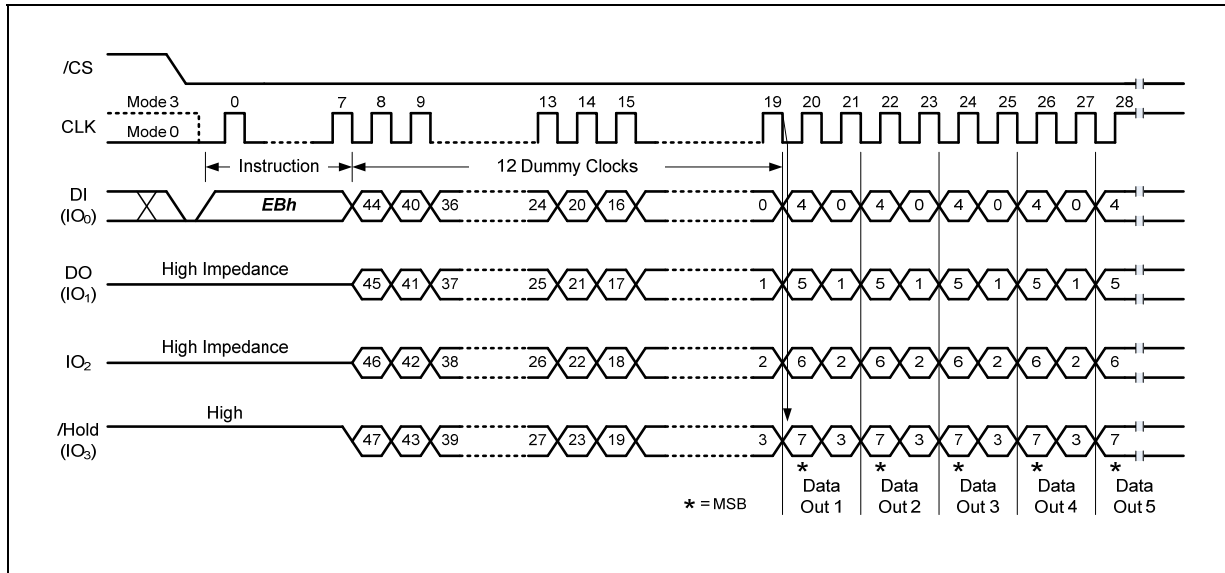 /CS
Mode 3 0 7 8 9 13 14 15 19 20 21 22 23 24 25 26 27 28
CLK
Mode 0
Instruction 12 Dummy Clocks
DI
(IO0) EBh 44 40 36 24 20 16 0 4 0 4 0 4 0 4 0 4
High Impedance
DO
(IO1) 45 41 37 25 21 17 1 5 1 5 1 5 1 5 1 5
High Impedance
IO2 46 42 38 26 22 18 2 6 2 6 2 6 2 6 2 6
High
/Hold
(IO3) 47 43 39 27 23 19 3 7 3 7 3 7 3 7 3 7
* * * * *
* = MSB
Data Data Data Data Data
Out 1 Out 2 Out 3 Out 4 Out 5